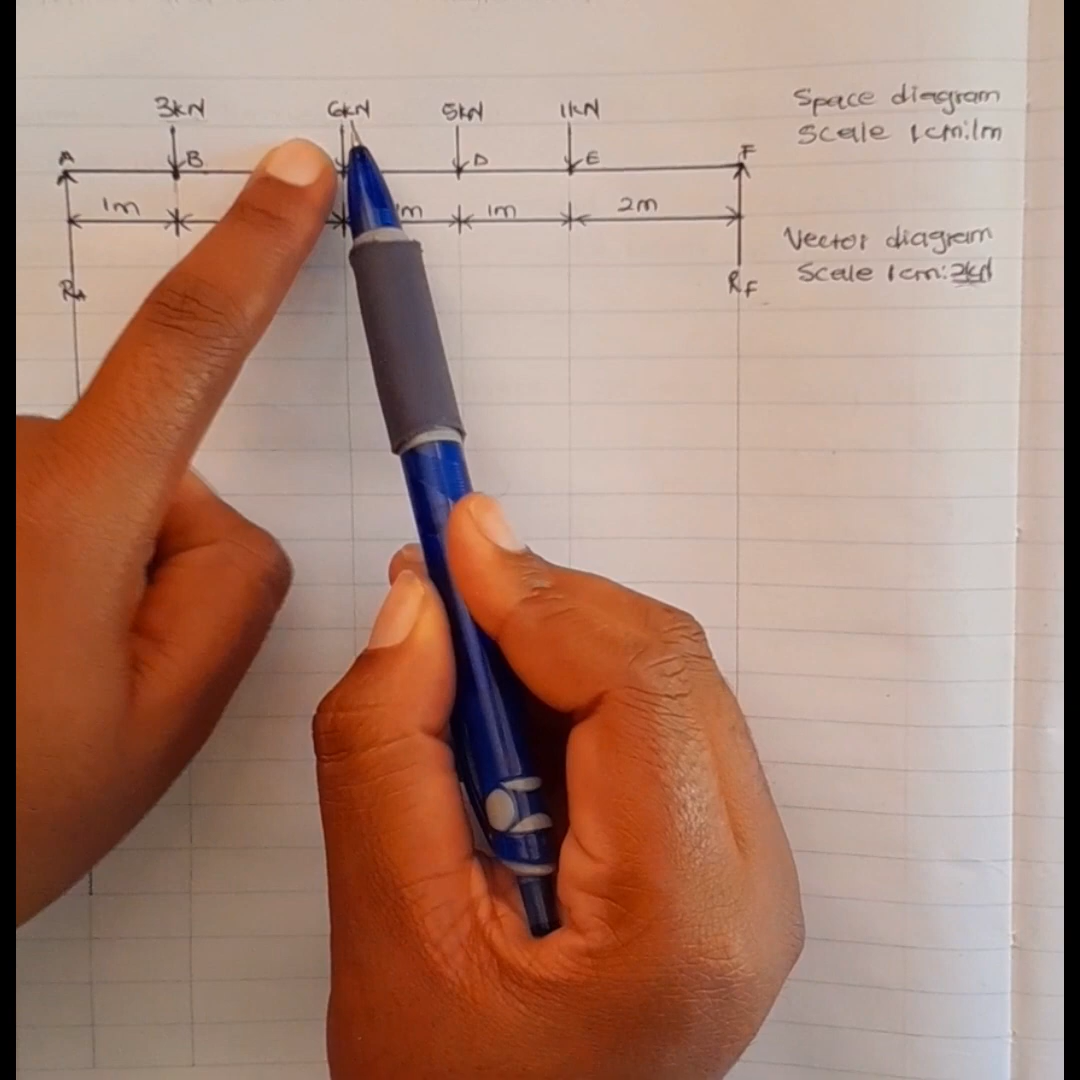 3kN 6kN 5kN 1kN
Space diagram
Scale 1cm:1m
A B D E F
1m 1m 1m 2m
Vector diagram
Scale 1cm:2kN
RA RF